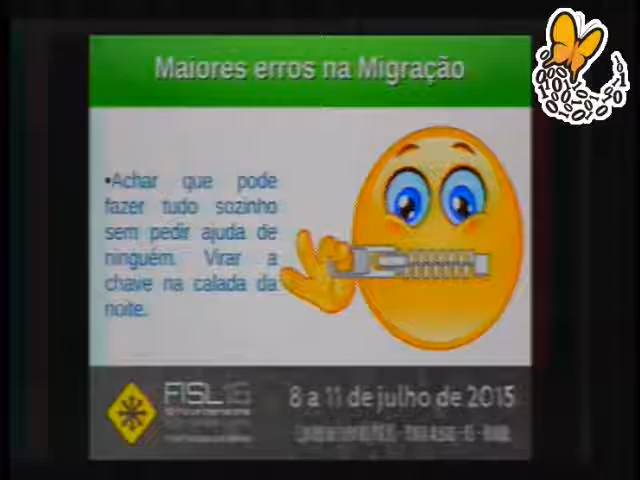 Maiores erros na Migração
•Achar que pode
fazer tudo sozinho
sem pedir ajuda de
ninguém. Virar a
chave na calada da
noite.
FISL16
8 a 11 de julho de 2015